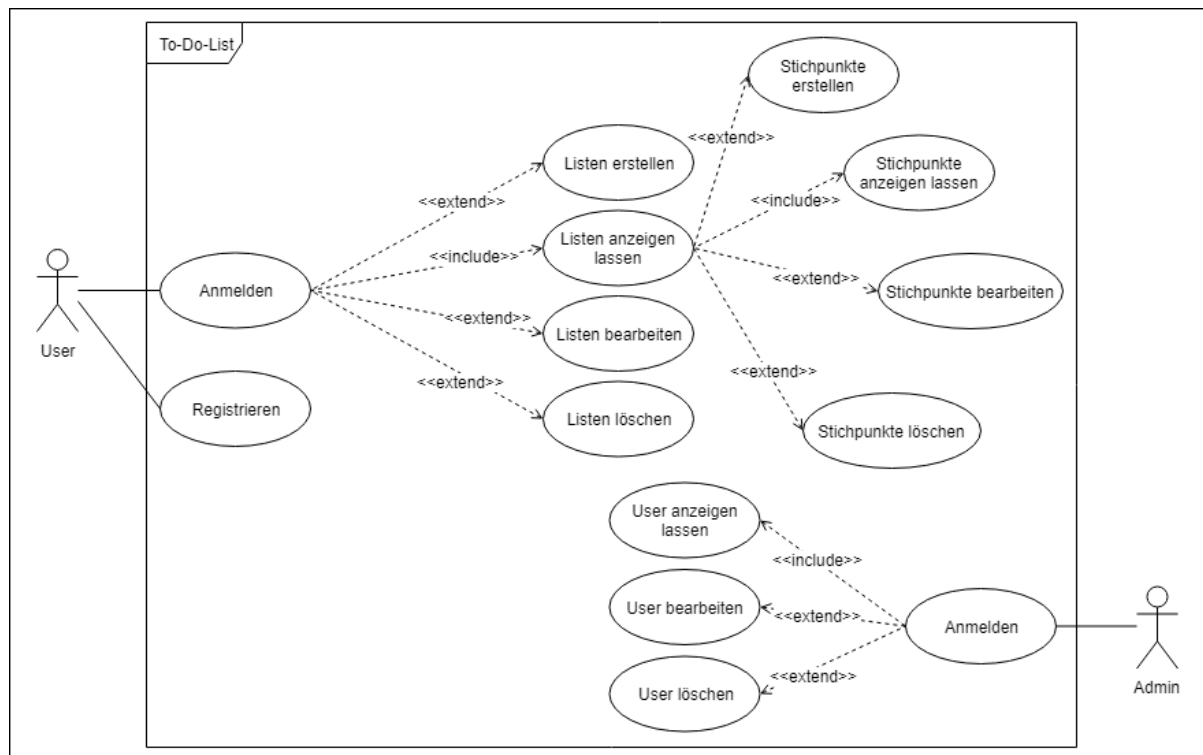 To-Do-List
Stichpunkte
erstellen
<<extend>>
Listen erstellen
Stichpunkte
anzeigen lassen
<<extend>>
<<include>>
Listen anzeigen
lassen
<<include>>
<<extend>>
Anmelden
Stichpunkte bearbeiten
<<extend>>
Listen bearbeiten
User
<<extend>>
<<extend>>
Registrieren
Listen löschen
Stichpunkte löschen
User anzeigen
lassen
<<include>>
User bearbeiten
<<extend>>
Anmelden
<<extend>>
User löschen
Admin